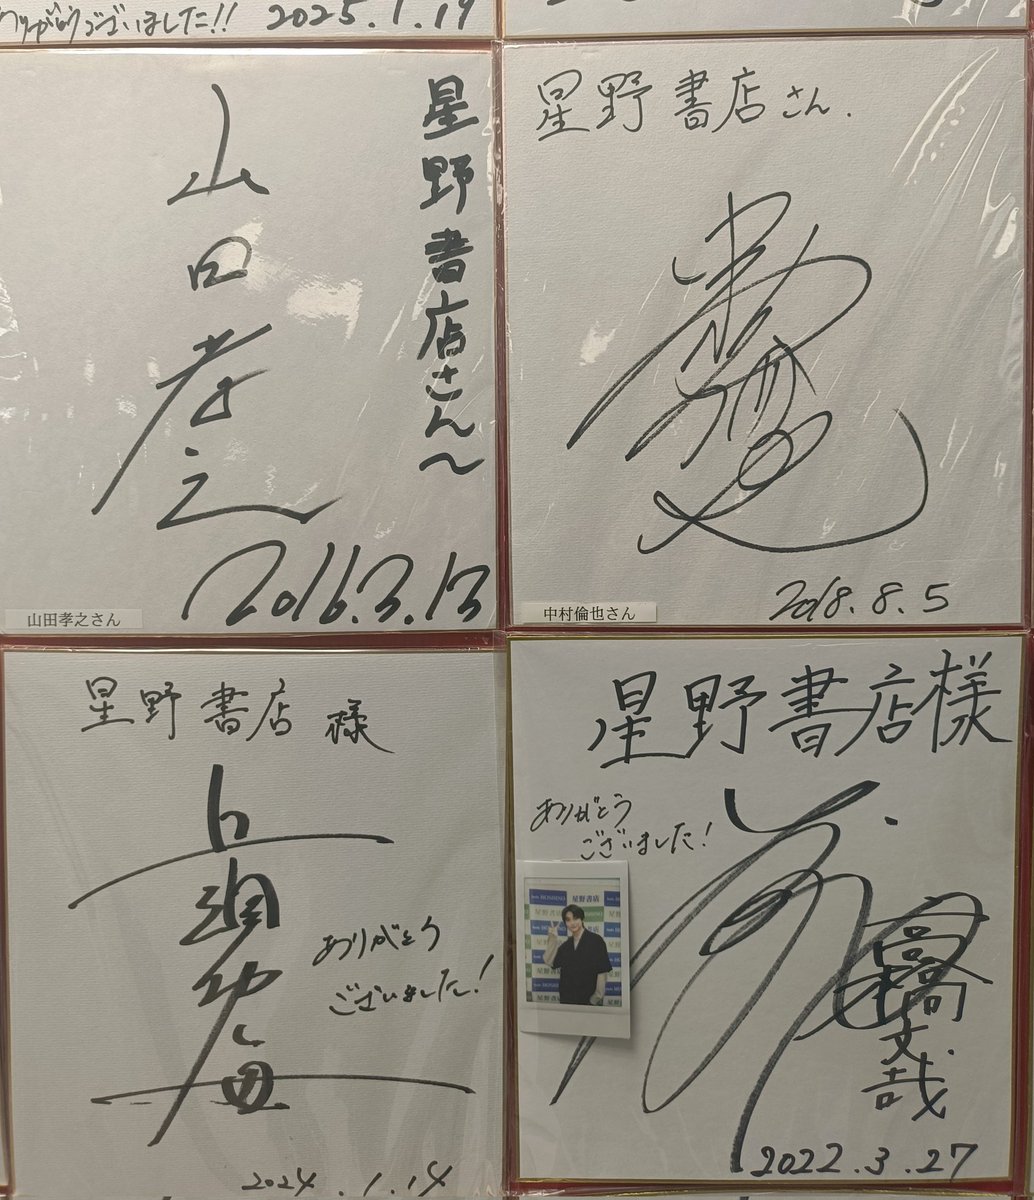 ありがとうございました!! 2025.1.19
星野書店さんへ
山田孝之
2016.3.13
山田孝之さん
星野書店さん.
2018.8.5
中村倫也さん
星野書店様
ありがとう
ございました!
2024.1.14
星野書店様
ありがとう
ございました!
HOSHINO 星野書店
髙橋
文哉
2022.3.27